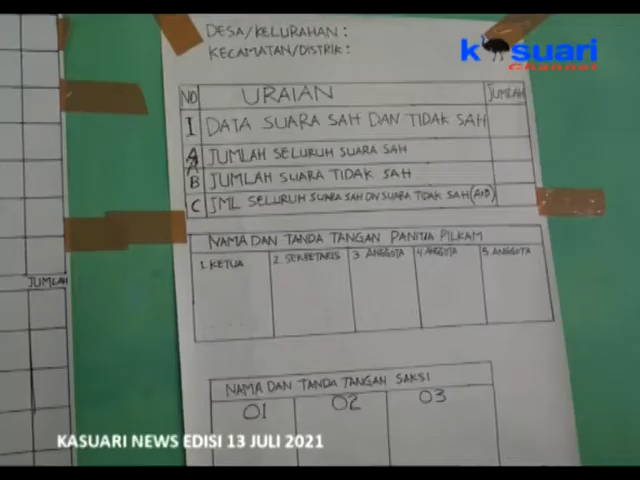 DESA/KELURAHAN:
KECAMATAN/DISTRIK:
kasuari
Channel
NO URAIAN JUMLAH
I DATA SUARA SAH DAN TIDAK SAH
A JUMLAH SELURUH SUARA SAH
B JUMLAH SUARA TIDAK SAH
C JML SELURUH SUARA SAH DN SUARA TIDAK SAH (A+B)
NAMA DAN TANDA TANGAN PANITIA PILKAM
1. KETUA 2. SEKRETARIS 3 ANGGOTA 4 ANGGOTA 5. ANGGOTA
JUMLAH
NAMA DAN TANDA TANGAN SAKSI
01 02 03
KASUARI NEWS EDISI 13 JULI 2021